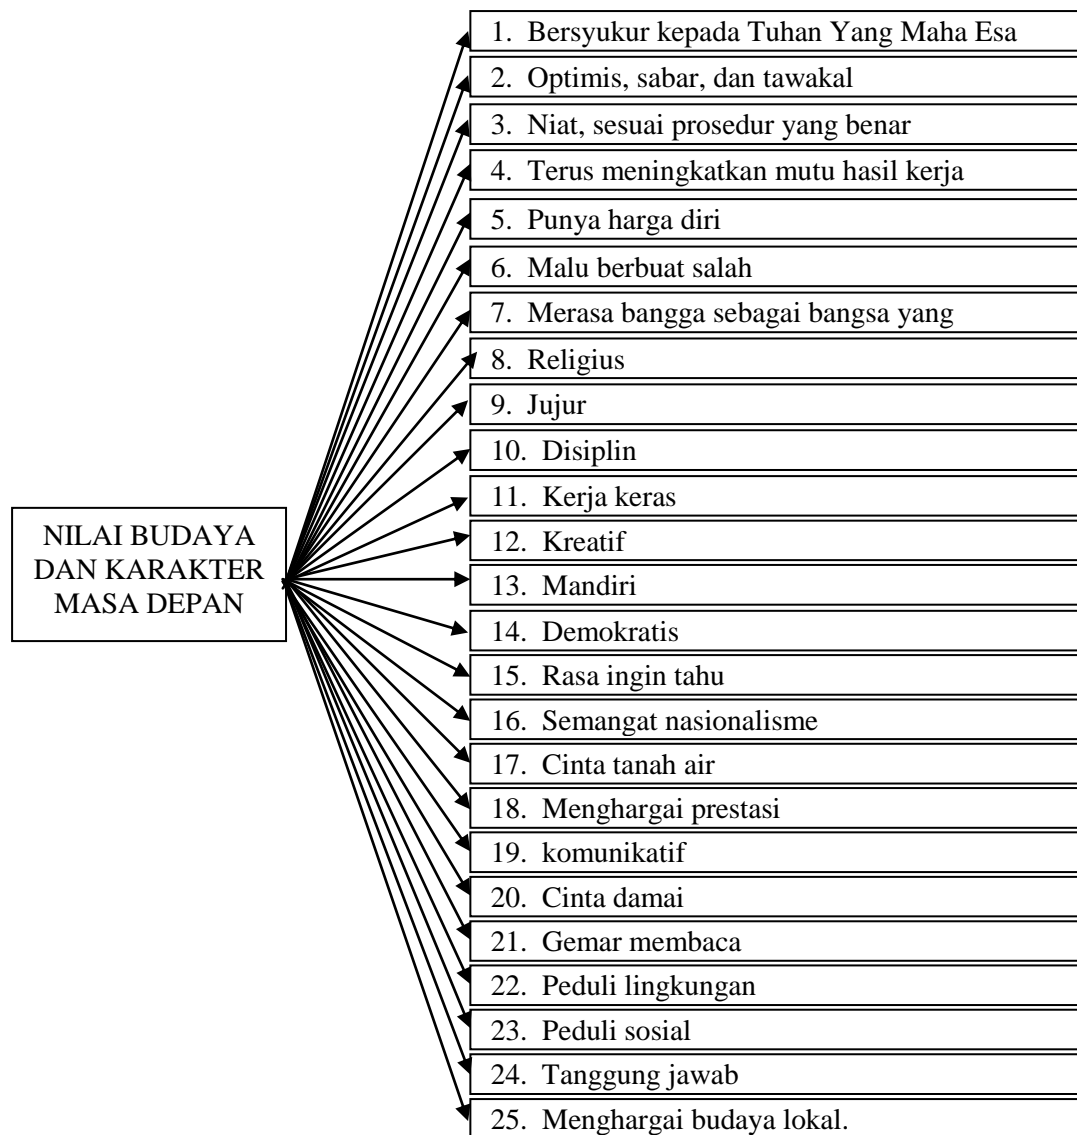 1. Bersyukur kepada Tuhan Yang Maha Esa
2. Optimis, sabar, dan tawakal
3. Niat, sesuai prosedur yang benar
4. Terus meningkatkan mutu hasil kerja
5. Punya harga diri
6. Malu berbuat salah
7. Merasa bangga sebagai bangsa yang
8. Religius
9. Jujur
10. Disiplin
11. Kerja keras
12. Kreatif
13. Mandiri
14. Demokratis
15. Rasa ingin tahu
16. Semangat nasionalisme
17. Cinta tanah air
18. Menghargai prestasi
19. komunikatif
20. Cinta damai
21. Gemar membaca
22. Peduli lingkungan
23. Peduli sosial
24. Tanggung jawab
25. Menghargai budaya lokal.
NILAI BUDAYA
DAN KARAKTER
MASA DEPAN